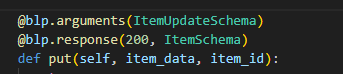 @blp.arguments(ItemUpdateSchema)
@blp.response(200, ItemSchema)
def put(self, item_data, item_id):